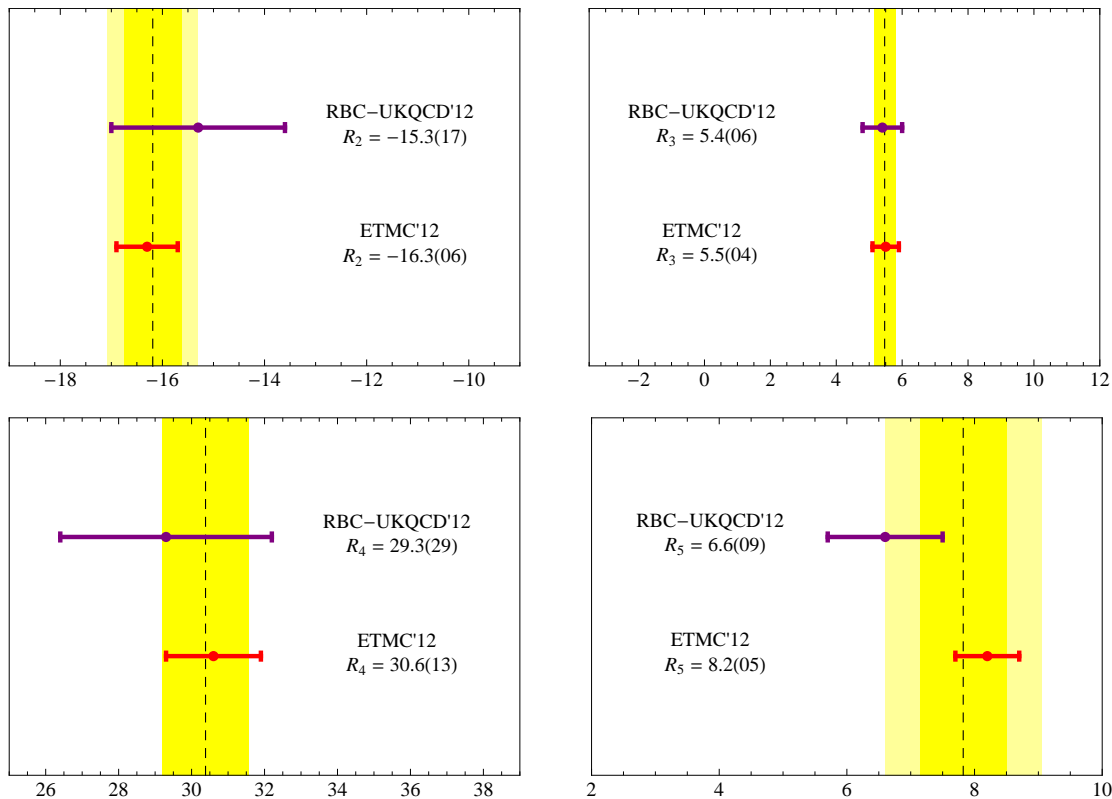 RBC−UKQCD'12
R₂ = −15.3(17)
ETMC'12
R₂ = −16.3(06)
−18 −16 −14 −12 −10
RBC−UKQCD'12
R₃ = 5.4(06)
ETMC'12
R₃ = 5.5(04)
−2 0 2 4 6 8 10 12
RBC−UKQCD'12
R₄ = 29.3(29)
ETMC'12
R₄ = 30.6(13)
26 28 30 32 34 36 38
RBC−UKQCD'12
R₅ = 6.6(09)
ETMC'12
R₅ = 8.2(05)
2 4 6 8 10